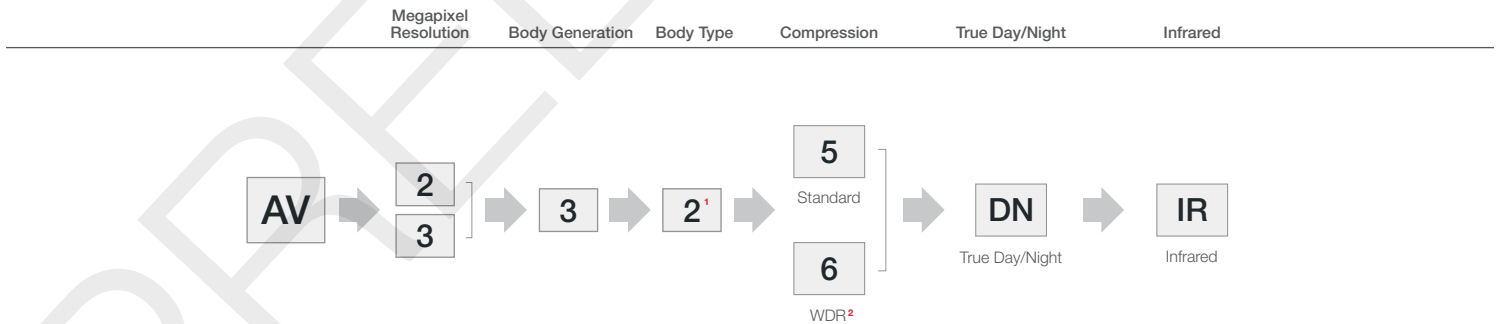 Megapixel
Resolution Body Generation Body Type Compression True Day/Night Infrared
5
Standard
2
AV 3 2¹ DN IR
3
True Day/Night Infrared
6
WDR²